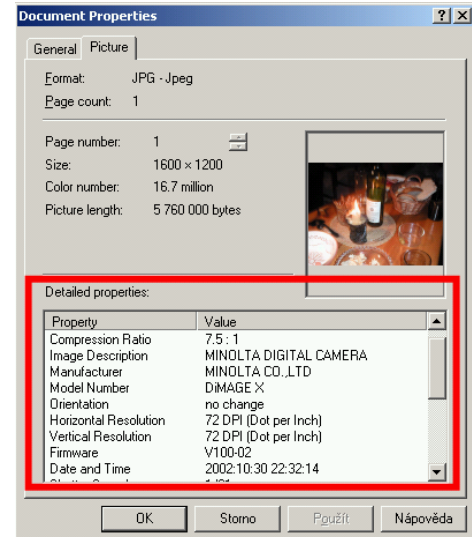 Document Properties
General Picture
Format: JPG - Jpeg
Page count: 1
Page number: 1
Size: 1600 × 1200
Color number: 16.7 million
Picture length: 5 760 000 bytes
Detailed properties:
Property Value
Compression Ratio 7.5 : 1
Image Description MINOLTA DIGITAL CAMERA
Manufacturer MINOLTA CO.,LTD
Model Number DiMAGE X
Orientation no change
Horizontal Resolution 72 DPI (Dot per Inch)
Vertical Resolution 72 DPI (Dot per Inch)
Firmware V100-02
Date and Time 2002:10:30 22:32:14
OK Storno Použít Nápověda